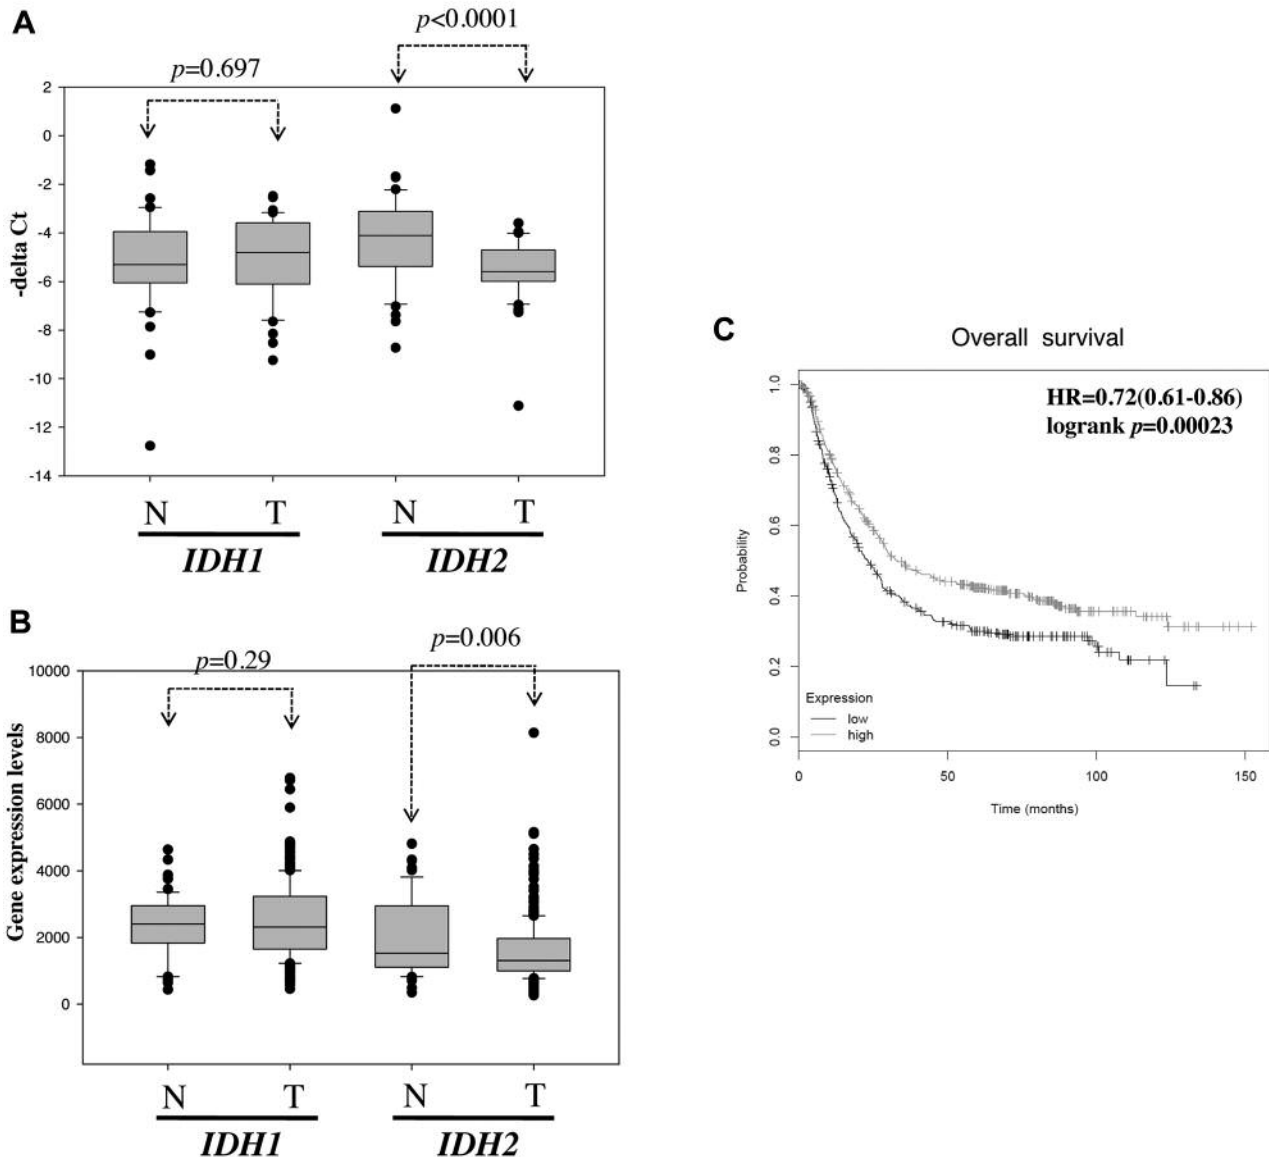 A
p<0.0001
p=0.697
2
0
-2
-4
-6
-8
-10
-12
-14
-delta Ct
N T N T
IDH1 IDH2
B
p=0.006
p=0.29
10000
8000
6000
4000
2000
0
Gene expression levels
N T N T
IDH1 IDH2
C
Overall survival
HR=0.72(0.61-0.86)
logrank p=0.00023
1.0
0.8
0.6
0.4
0.2
0.0
Probability
Expression
low
high
0 50 100 150
Time (months)